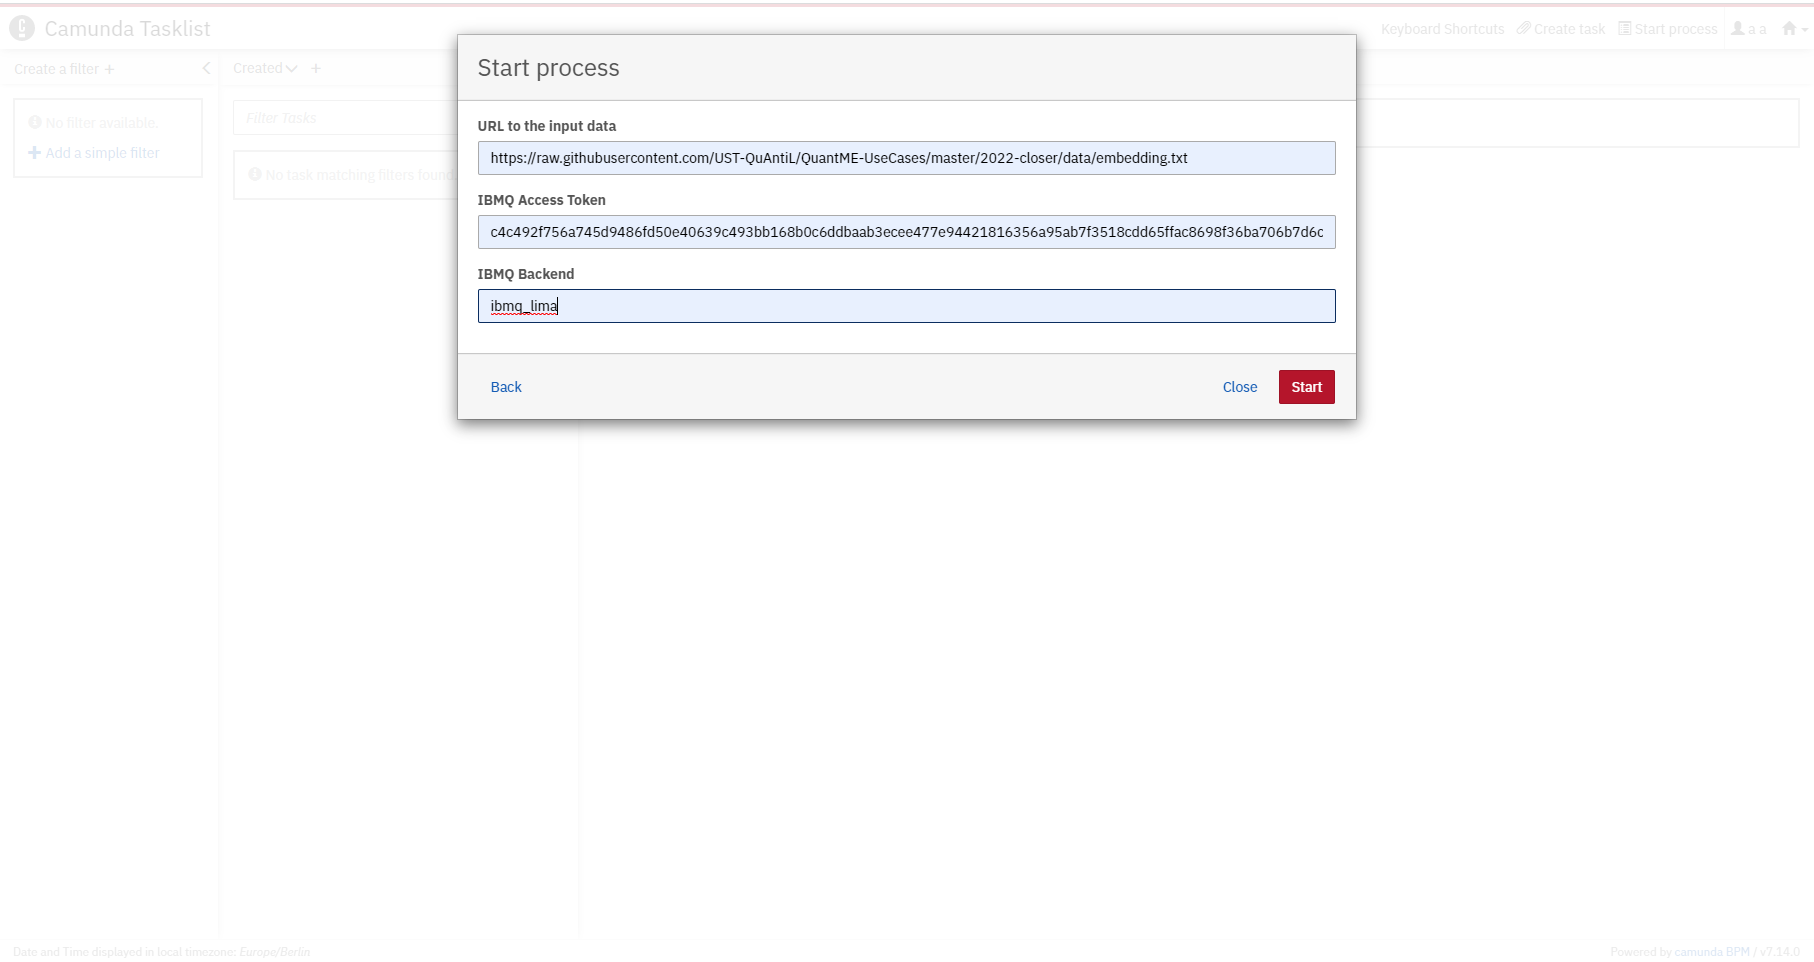 Camunda Tasklist
Keyboard Shortcuts Create task Start process a a
Create a filter +
Created +
No filter available.
Add a simple filter
Filter Tasks
No task matching filters found.
Start process
URL to the input data
https://raw.githubusercontent.com/UST-QuAntiL/QuantME-UseCases/master/2022-closer/data/embedding.txt
IBMQ Access Token
c4c492f756a745d9486fd50e40639c493bb168b0c6ddbaab3ecee477e94421816356a95ab7f3518cdd65ffac8698f36ba706b7d6c
IBMQ Backend
ibmq_lima
Back Close Start
Date and Time displayed in local timezone: Europe/Berlin
Powered by camunda BPM / v7.14.0